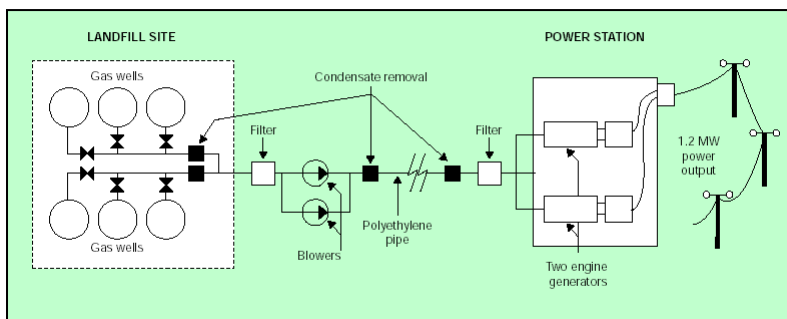 LANDFILL SITE
POWER STATION
Gas wells
Condensate removal
Filter
Filter
1.2 MW
power
output
Polyethylene
pipe
Gas wells
Blowers
Two engine
generators